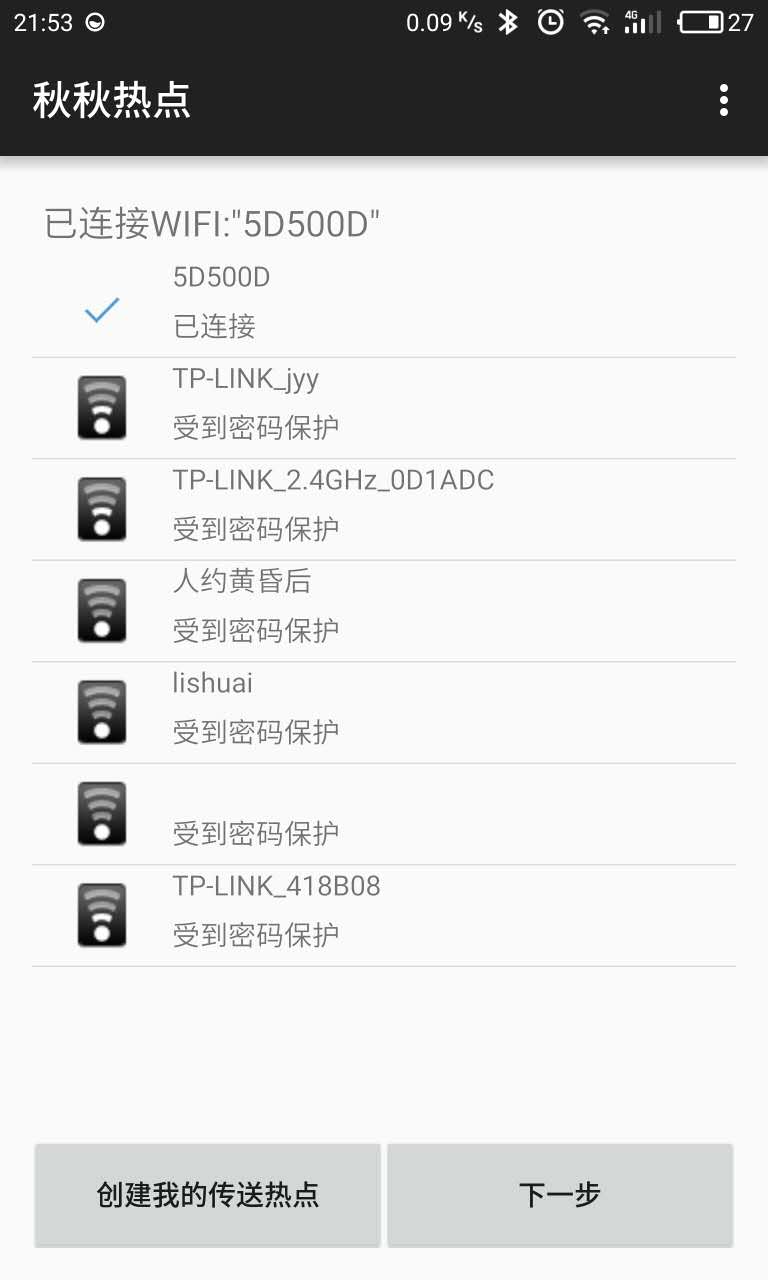 21:53 0.09 K/s 4G 27
秋秋热点
已连接WIFI:"5D500D"
5D500D
已连接
TP-LINK_jyy
受到密码保护
TP-LINK_2.4GHz_0D1ADC
受到密码保护
人约黄昏后
受到密码保护
lishuai
受到密码保护
受到密码保护
TP-LINK_418B08
受到密码保护
创建我的传送热点 下一步